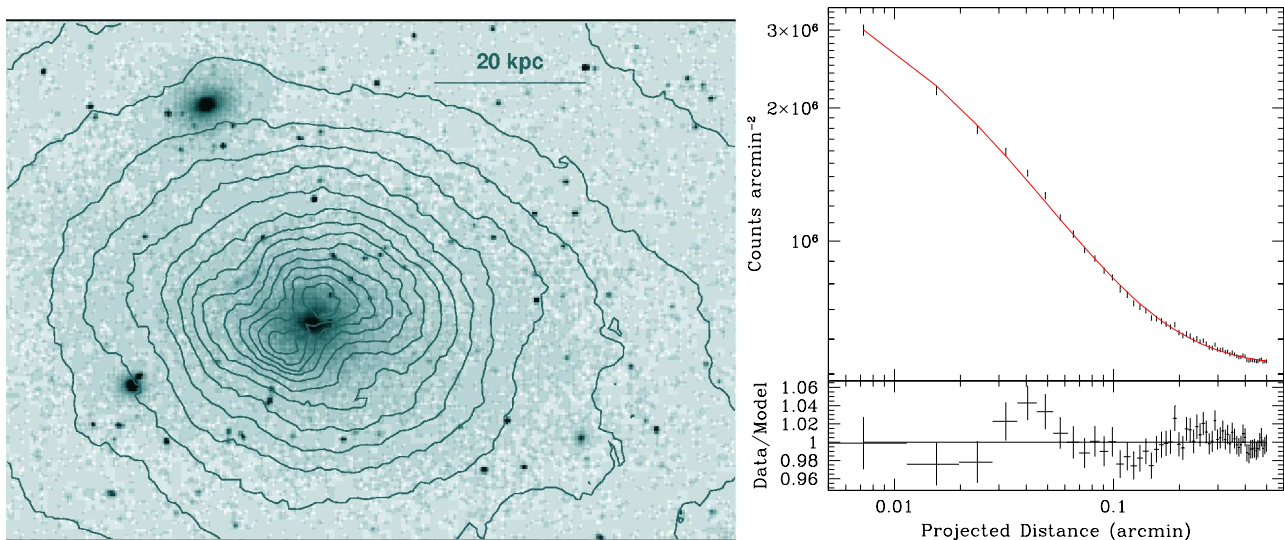 20 kpc
3×10⁶
2×10⁶
10⁶
Counts arcmin⁻²
1.06
1.04
1.02
1
0.98
0.96
Data/Model
0.01
0.1
Projected Distance (arcmin)